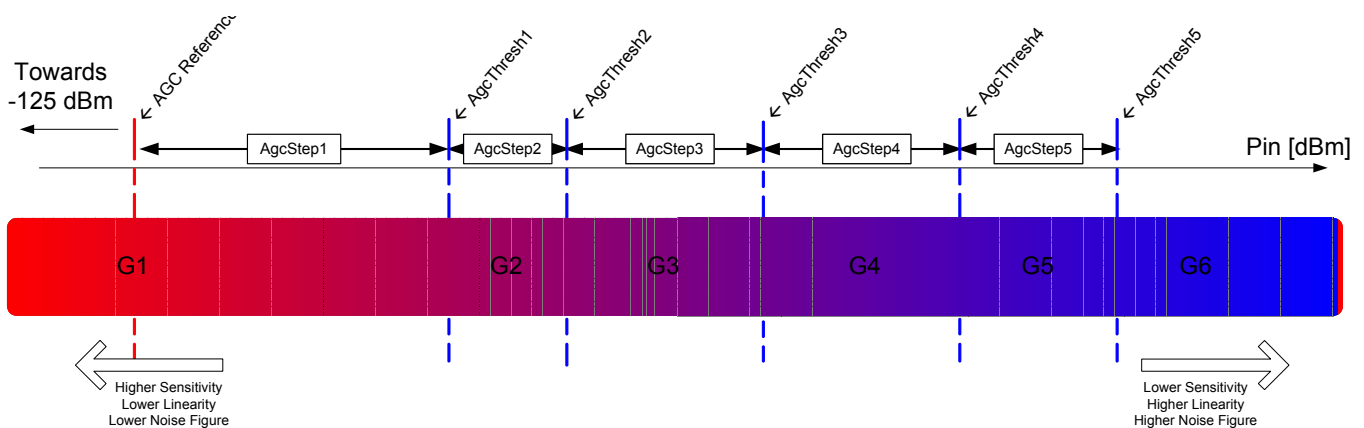 Towards
-125 dBm
← AGC Reference
← AgcThresh1
← AgcThresh2
← AgcThresh3
← AgcThresh4
← AgcThresh5
AgcStep1
AgcStep2
AgcStep3
AgcStep4
AgcStep5
Pin [dBm]
G1
G2
G3
G4
G5
G6
Higher Sensitivity
Lower Linearity
Lower Noise Figure
Lower Sensitivity
Higher Linearity
Higher Noise Figure